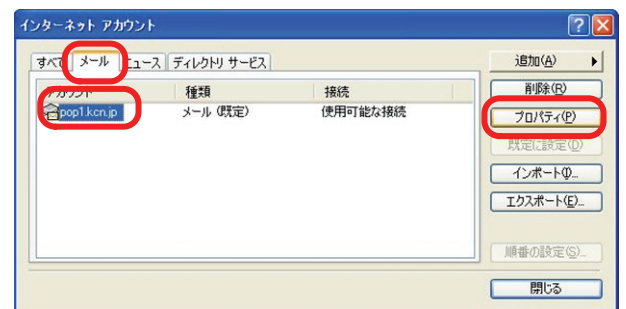 インターネット アカウント
すべて メール ニュース ディレクトリ サービス
アカウント 種類 接続
pop1.kcn.jp メール (既定) 使用可能な接続
追加(A)
削除(R)
プロパティ(P)
既定に設定(D)
インポート(I)...
エクスポート(E)...
順番の設定(S)...
閉じる